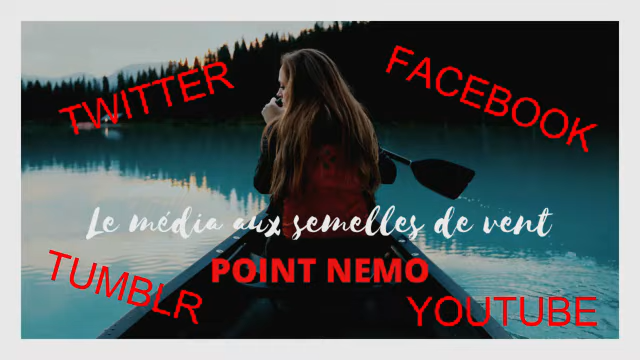 TWITTER
FACEBOOK
Le média aux semelles de vent
POINT NEMO
TUMBLR
YOUTUBE